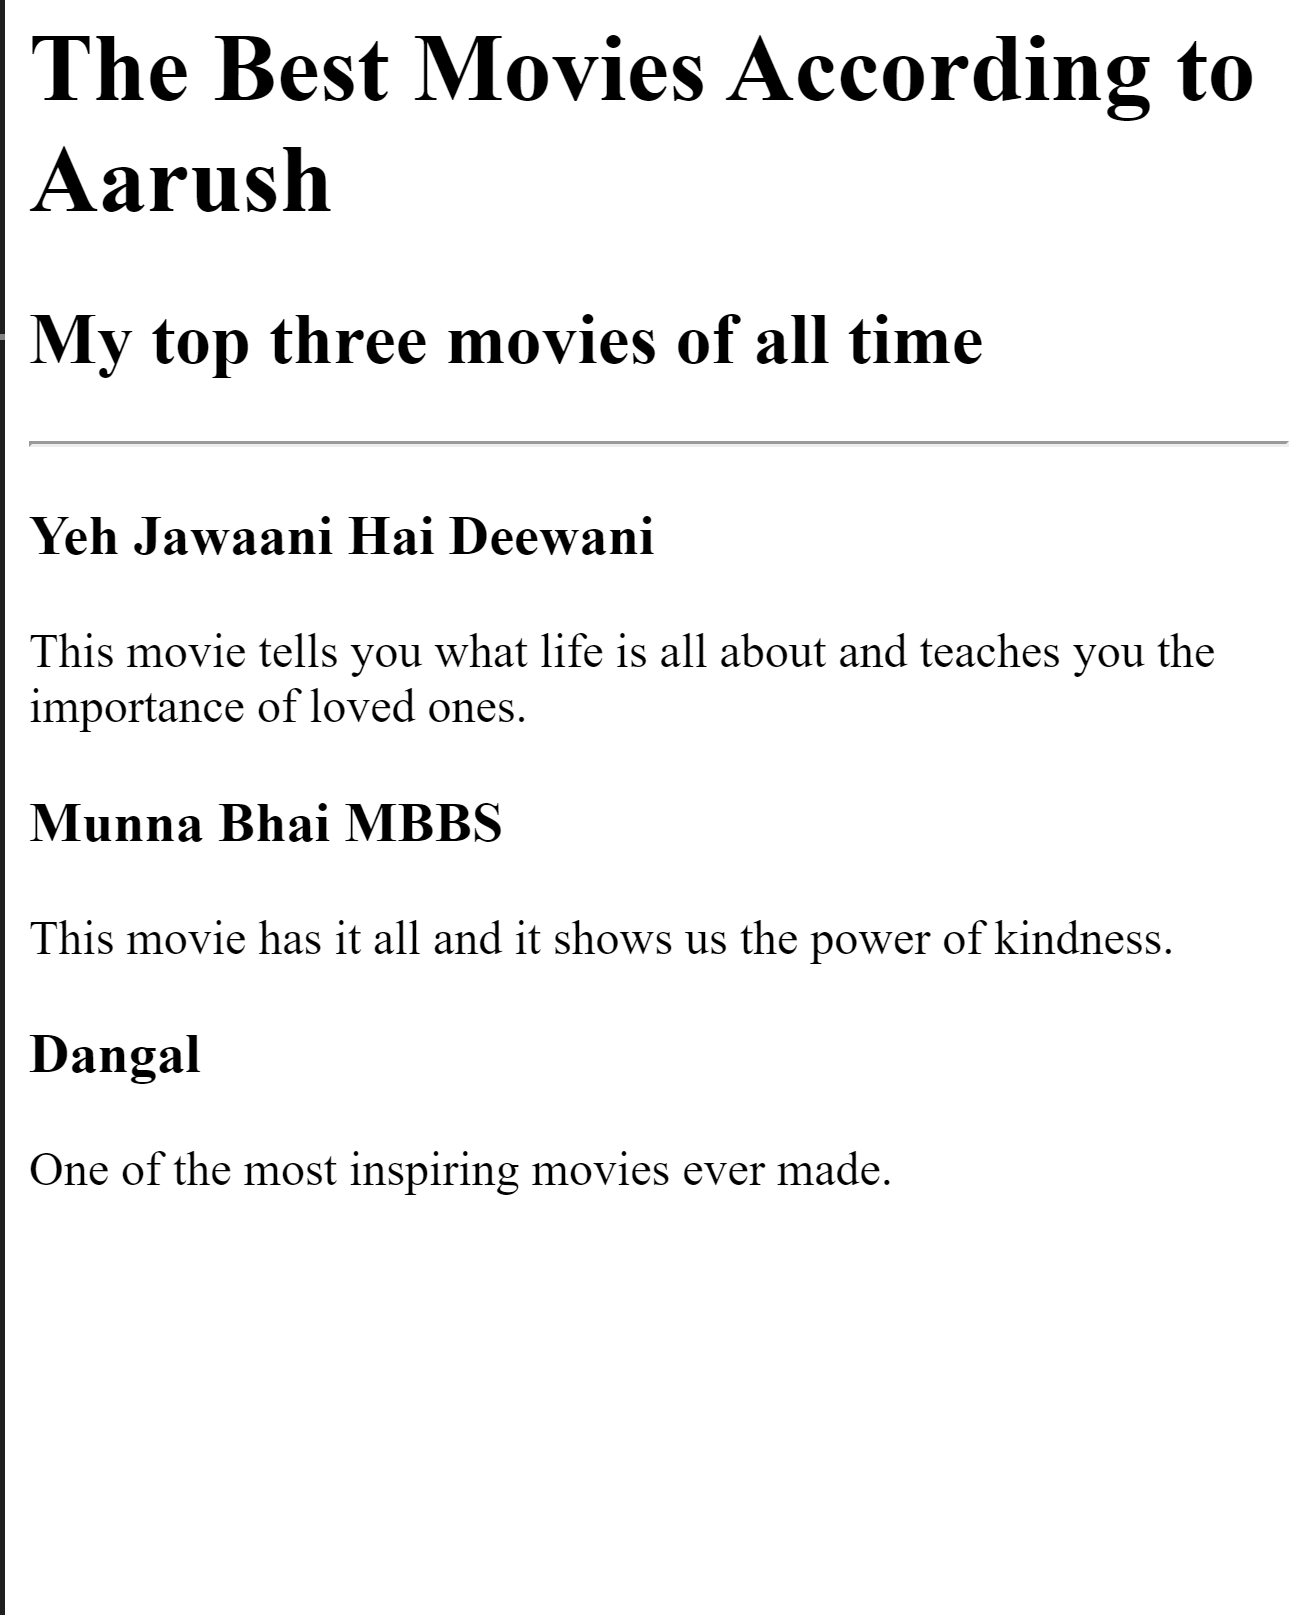 The Best Movies According to
Aarush
My top three movies of all time
Yeh Jawaani Hai Deewani
This movie tells you what life is all about and teaches you the
importance of loved ones.
Munna Bhai MBBS
This movie has it all and it shows us the power of kindness.
Dangal
One of the most inspiring movies ever made.